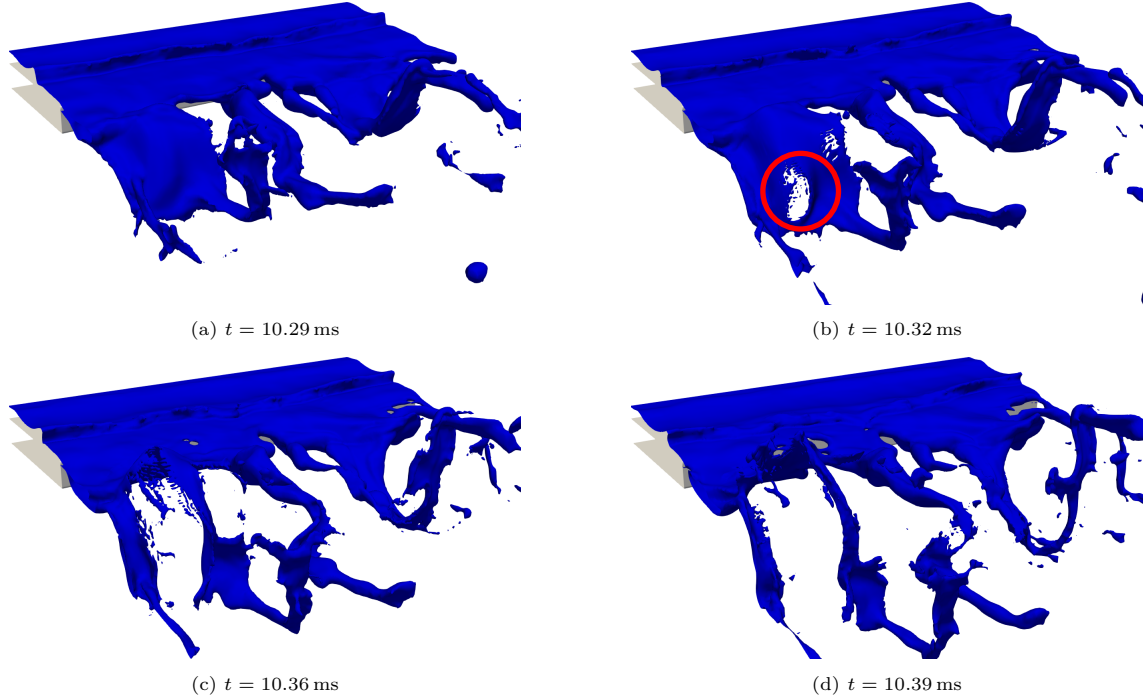 (a) t = 10.29 ms
(b) t = 10.32 ms
(c) t = 10.36 ms
(d) t = 10.39 ms